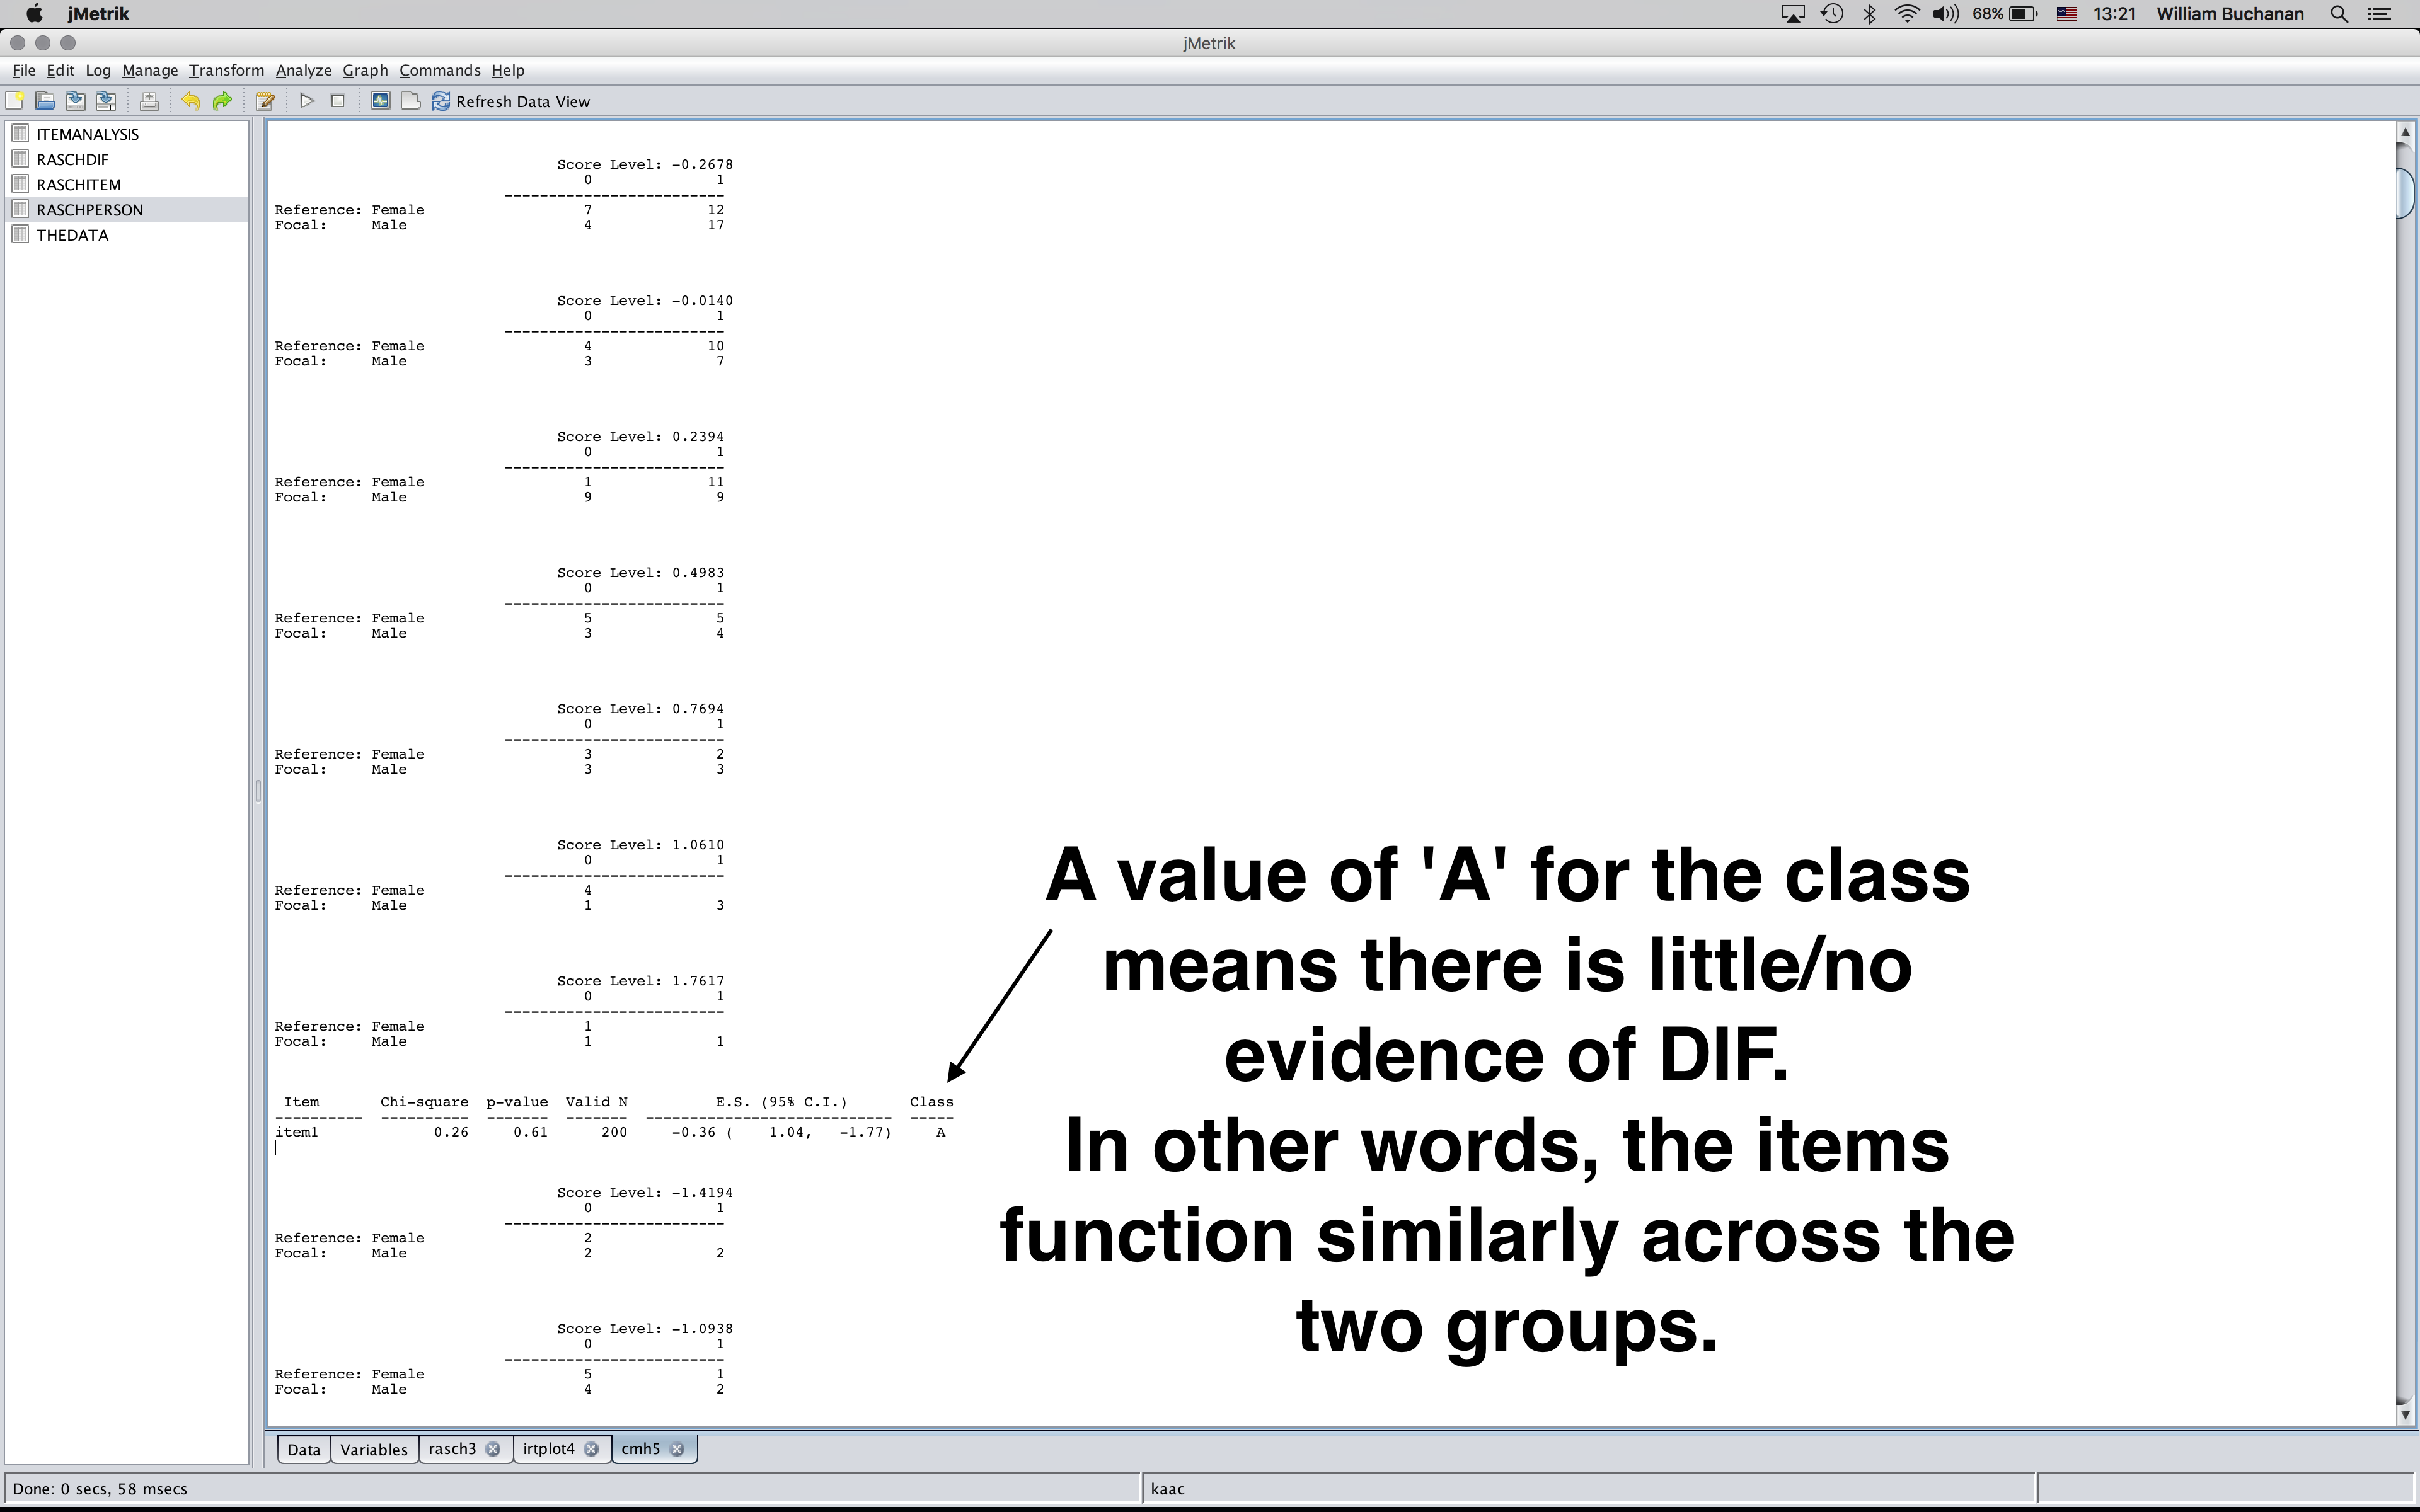 jMetrik
68%
13:21
William Buchanan
jMetrik
File Edit Log Manage Transform Analyze Graph Commands Help
Refresh Data View
ITEMANALYSIS
RASCHDIF
RASCHITEM
RASCHPERSON
THEDATA
Score Level: -0.2678
0 1
-------------------------
Reference: Female 7 12
Focal: Male 4 17
Score Level: -0.0140
0 1
-------------------------
Reference: Female 4 10
Focal: Male 3 7
Score Level: 0.2394
0 1
-------------------------
Reference: Female 1 11
Focal: Male 9 9
Score Level: 0.4983
0 1
-------------------------
Reference: Female 5 5
Focal: Male 3 4
Score Level: 0.7694
0 1
-------------------------
Reference: Female 3 2
Focal: Male 3 3
Score Level: 1.0610
0 1
-------------------------
Reference: Female 4
Focal: Male 1 3
Score Level: 1.7617
0 1
-------------------------
Reference: Female 1
Focal: Male 1 1
Item Chi-square p-value Valid N E.S. (95% C.I.) Class
---------- ---------- ------- ------- ---------------------------- -----
item1 0.26 0.61 200 -0.36 ( 1.04, -1.77) A
Score Level: -1.4194
0 1
-------------------------
Reference: Female 2
Focal: Male 2 2
Score Level: -1.0938
0 1
-------------------------
Reference: Female 5 1
Focal: Male 4 2
A value of 'A' for the class
means there is little/no
evidence of DIF.
In other words, the items
function similarly across the
two groups.
Data Variables rasch3 irtplot4 cmh5
Done: 0 secs, 58 msecs
kaac